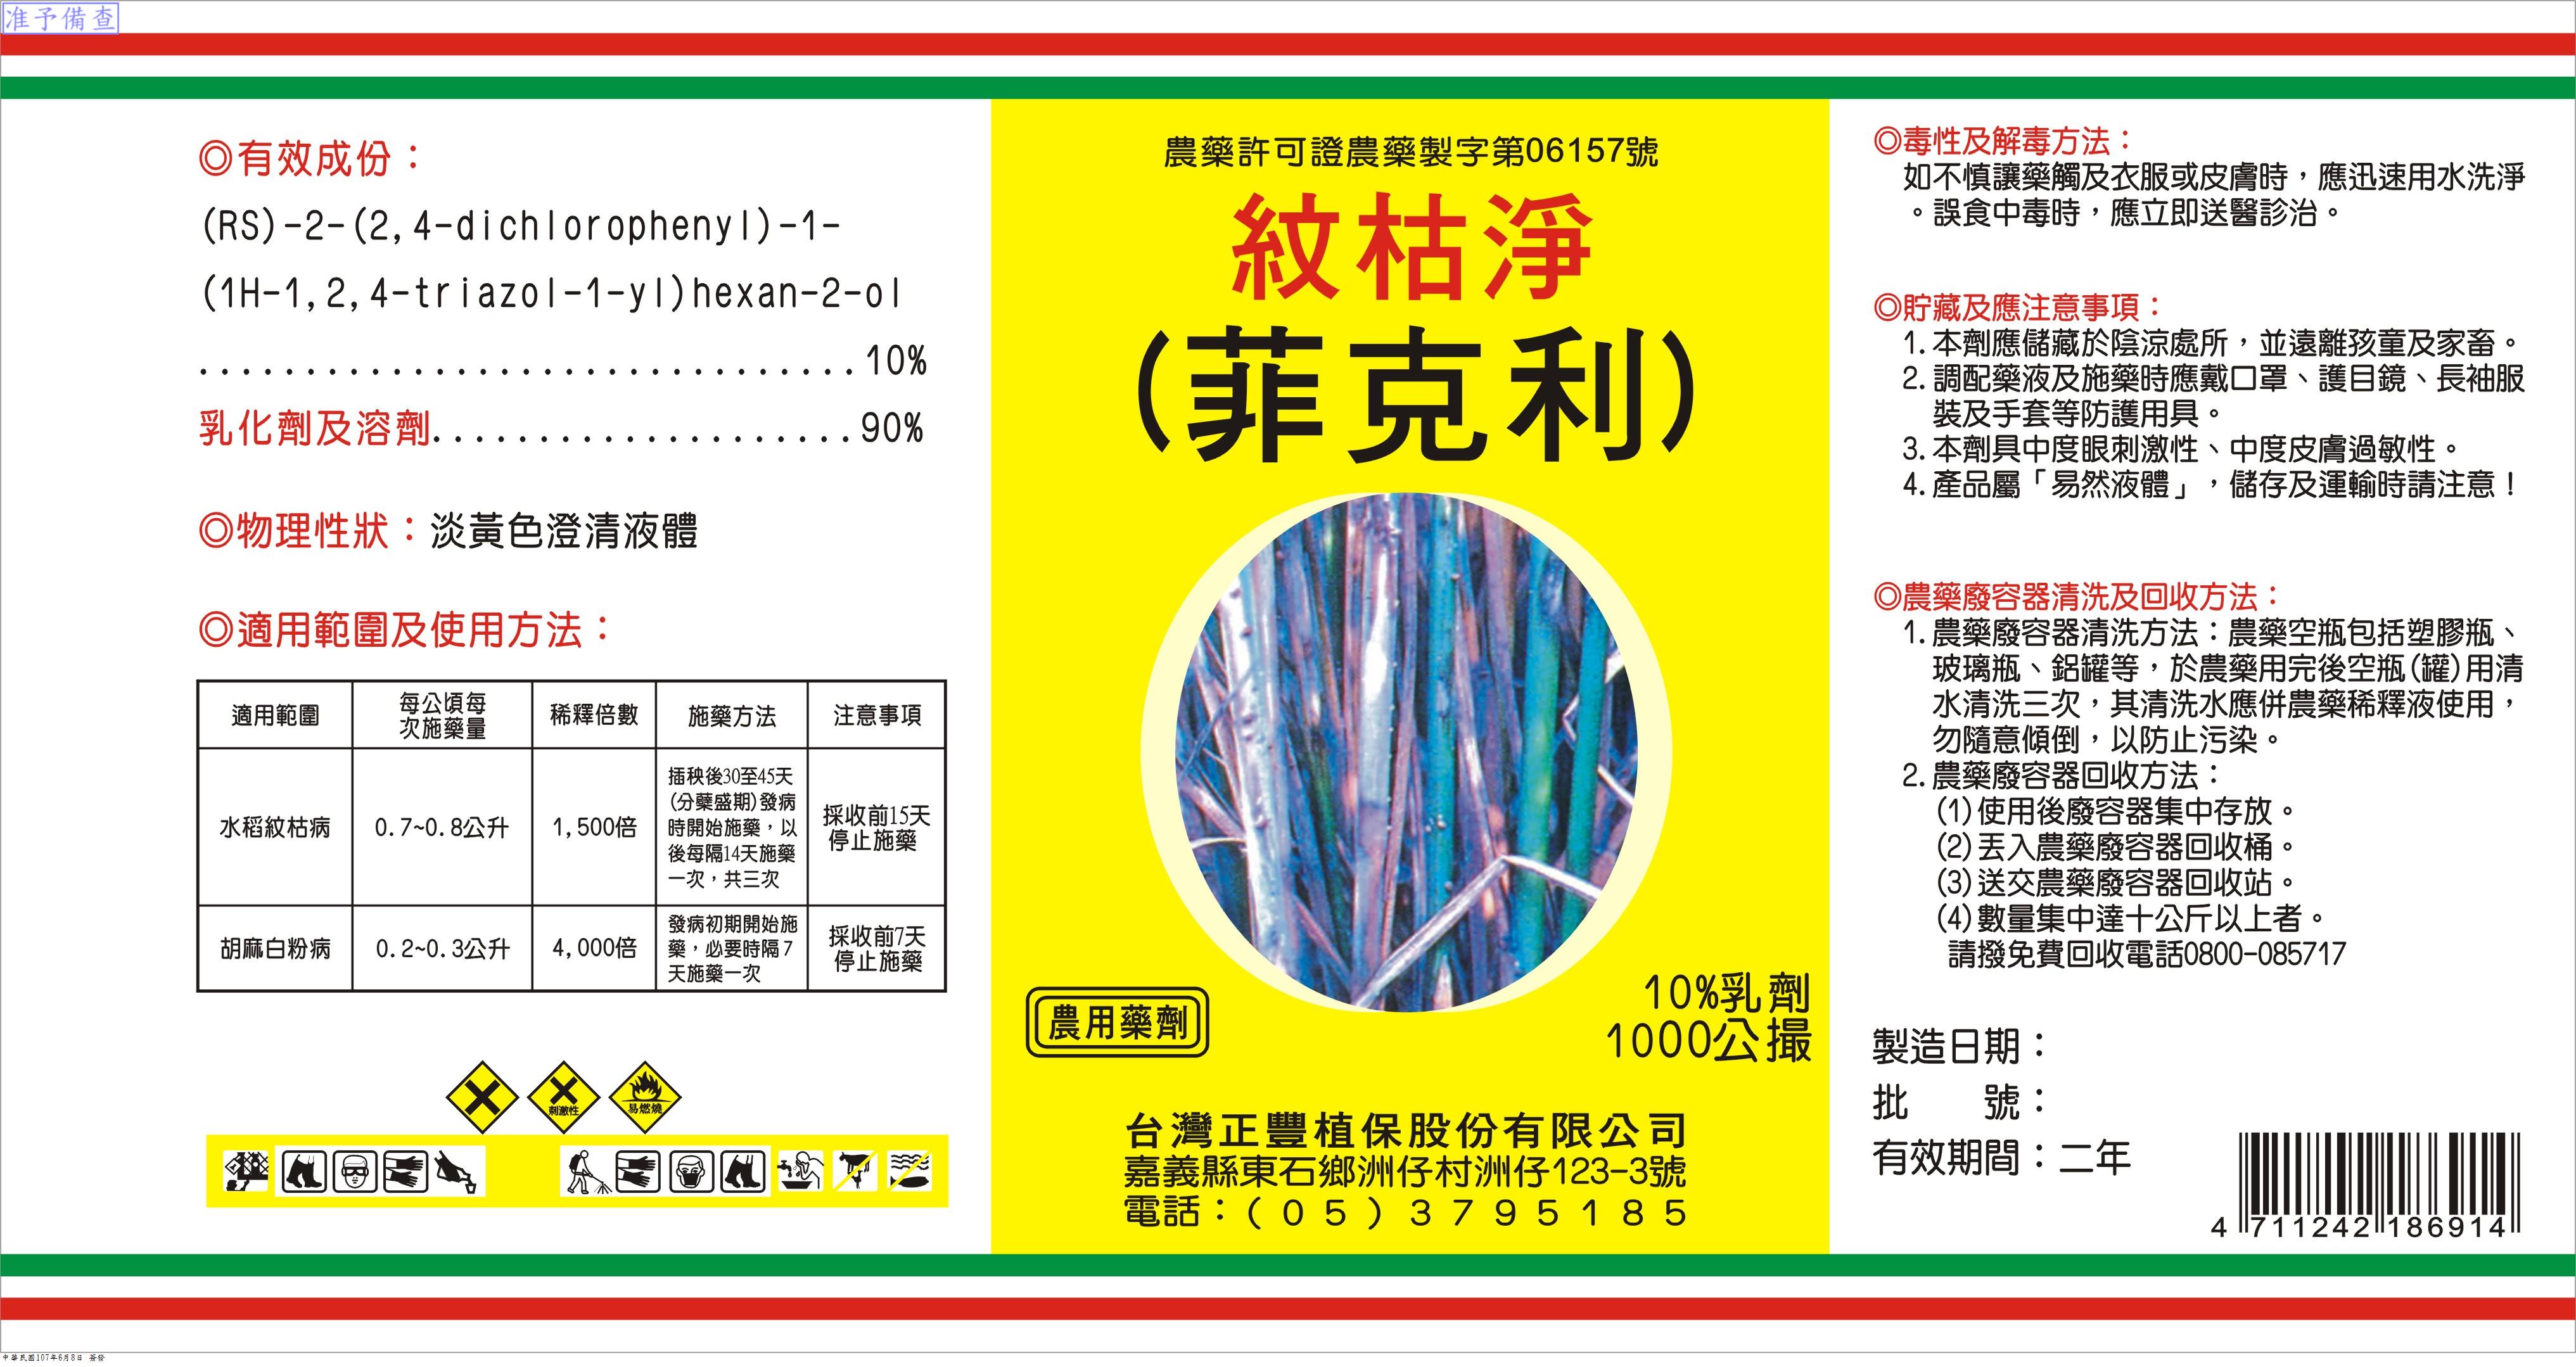 准予備查
◎有效成份：
(RS)-2-(2,4-dichlorophenyl)-1-
(1H-1,2,4-triazol-1-yl)hexan-2-ol
...............................10%
乳化劑及溶劑....................90%
◎物理性狀：淡黃色澄清液體
◎適用範圍及使用方法：
適用範圍 每公頃每次施藥量 稀釋倍數 施藥方法 注意事項
水稻紋枯病 0.7~0.8公升 1,500倍
插秧後30至45天
(分蘗盛期)發病
時開始施藥，以
後每隔14天施藥
一次，共三次
採收前15天
停止施藥
胡麻白粉病 0.2~0.3公升 4,000倍
發病初期開始施
藥，必要時隔7
天施藥一次
採收前7天
停止施藥
刺激性
易燃燒
農藥許可證農藥製字第06157號
紋枯淨
(菲克利)
農用藥劑
10%乳劑
1000公撮
台灣正豐植保股份有限公司
嘉義縣東石鄉洲仔村洲仔123-3號
電話：(05)3795185
◎毒性及解毒方法：
如不慎讓藥觸及衣服或皮膚時，應迅速用水洗淨
。誤食中毒時，應立即送醫診治。
◎貯藏及應注意事項：
1.本劑應儲藏於陰涼處所，並遠離孩童及家畜。
2.調配藥液及施藥時應戴口罩、護目鏡、長袖服
裝及手套等防護用具。
3.本劑具中度眼刺激性、中度皮膚過敏性。
4.產品屬「易然液體」，儲存及運輸時請注意！
◎農藥廢容器清洗及回收方法：
1.農藥廢容器清洗方法：農藥空瓶包括塑膠瓶、
玻璃瓶、鋁罐等，於農藥用完後空瓶(罐)用清
水清洗三次，其清洗水應併農藥稀釋液使用，
勿隨意傾倒，以防止污染。
2.農藥廢容器回收方法：
(1)使用後廢容器集中存放。
(2)丟入農藥廢容器回收桶。
(3)送交農藥廢容器回收站。
(4)數量集中達十公斤以上者。
請撥免費回收電話0800-085717
製造日期：
批　　號：
有效期間：二年
4 711242 186914
中華民國107年6月8日 簽發